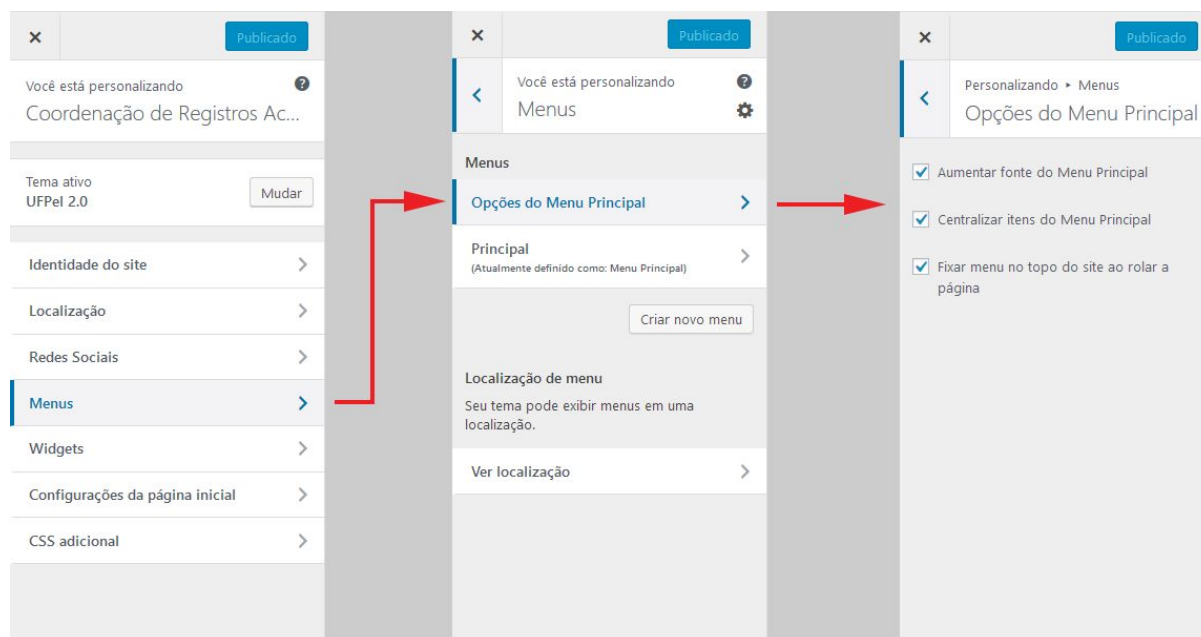 Publicado
Você está personalizando
Coordenação de Registros Ac...
Tema ativo
UFPel 2.0
Mudar
Identidade do site
Localização
Redes Sociais
Menus
Widgets
Configurações da página inicial
CSS adicional
Publicado
Você está personalizando
Menus
Menus
Opções do Menu Principal
Principal
(Atualmente definido como: Menu Principal)
Criar novo menu
Localização de menu
Seu tema pode exibir menus em uma
localização.
Ver localização
Publicado
Personalizando ▸ Menus
Opções do Menu Principal
Aumentar fonte do Menu Principal
Centralizar itens do Menu Principal
Fixar menu no topo do site ao rolar a
página